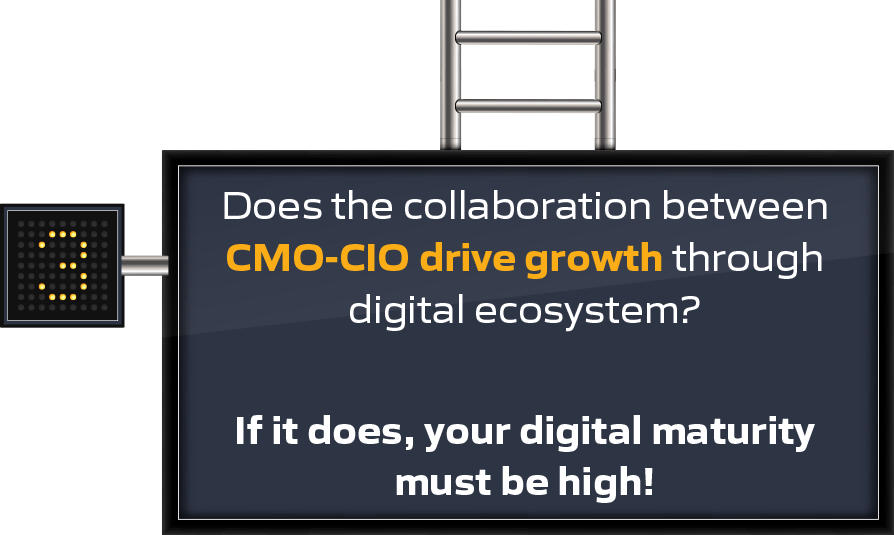 3
Does the collaboration between
CMO-CIO drive growth through
digital ecosystem?
If it does, your digital maturity
must be high!